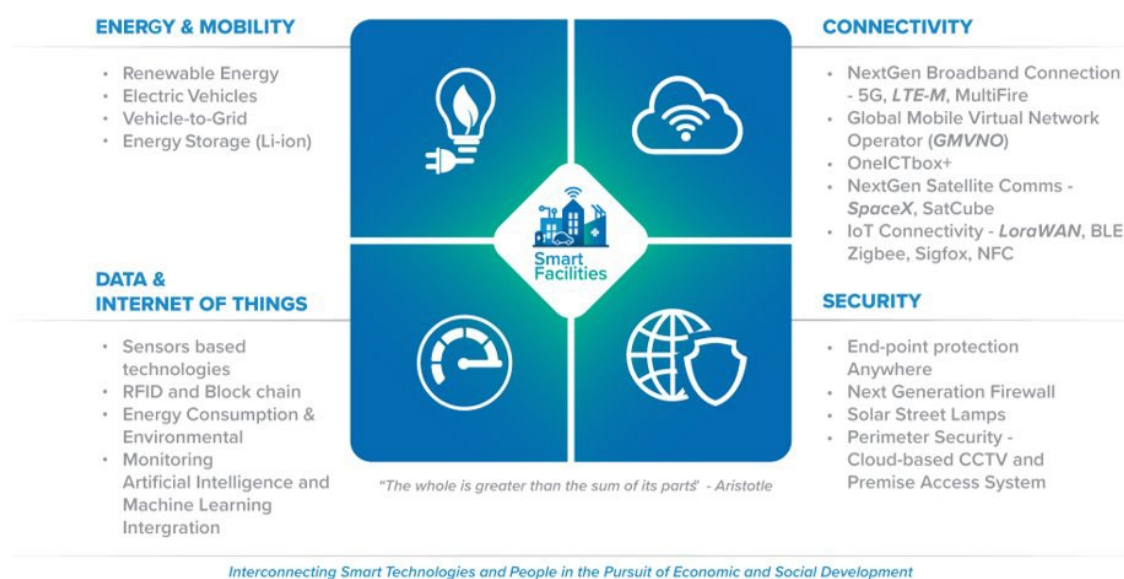 ENERGY & MOBILITY
• Renewable Energy
• Electric Vehicles
• Vehicle-to-Grid
• Energy Storage (Li-ion)
CONNECTIVITY
• NextGen Broadband Connection
- 5G, LTE-M, MultiFire
• Global Mobile Virtual Network
Operator (GMVNO)
• OneICTbox+
• NextGen Satellite Comms -
SpaceX, SatCube
• IoT Connectivity - LoraWAN, BLE
Zigbee, Sigfox, NFC
Smart
Facilities
DATA &
INTERNET OF THINGS
• Sensors based
technologies
• RFID and Block chain
• Energy Consumption &
Environmental
• Monitoring
Artificial Intelligence and
Machine Learning
Intergration
SECURITY
• End-point protection
Anywhere
• Next Generation Firewall
• Solar Street Lamps
• Perimeter Security -
Cloud-based CCTV and
Premise Access System
"The whole is greater than the sum of its parts" - Aristotle
Interconnecting Smart Technologies and People in the Pursuit of Economic and Social Development